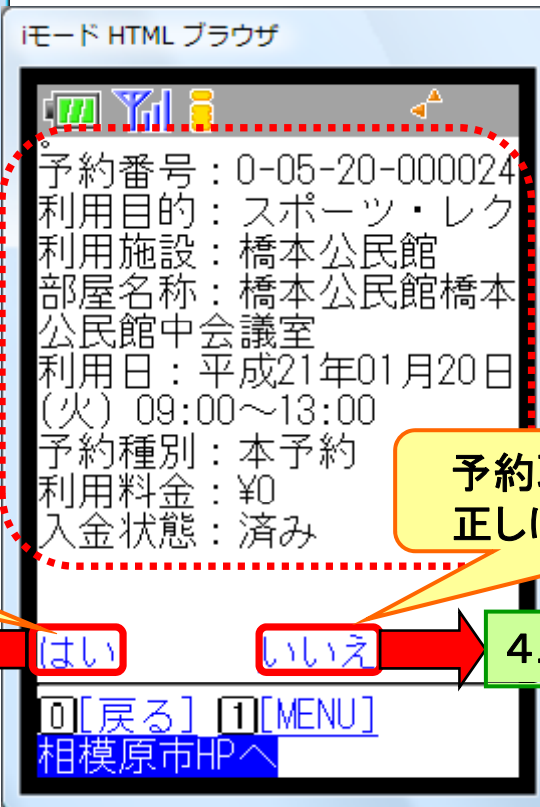 iモード HTML ブラウザ
予約番号：0-05-20-000024
利用目的：スポーツ・レク
利用施設：橋本公民館
部屋名称：橋本公民館橋本
公民館中会議室
利用日：平成21年01月20日
(火) 09:00～13:00
予約種別：本予約
利用料金：¥0
入金状態：済み
予約
正し
はい
いいえ
４.
0[戻る] 1[MENU]
相模原市HPへ